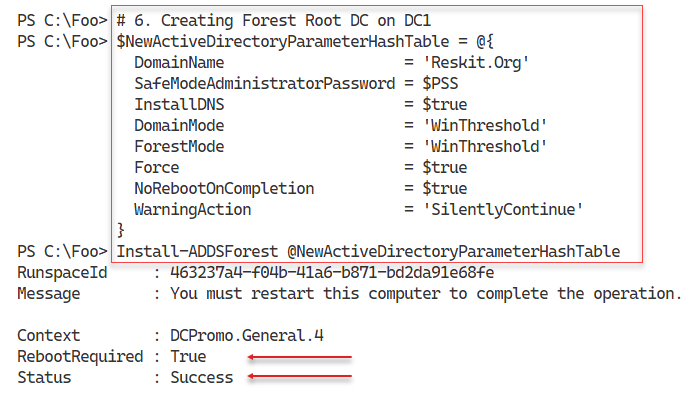 PS C:\Foo> # 6. Creating Forest Root DC on DC1
PS C:\Foo> $NewActiveDirectoryParameterHashTable = @{
DomainName = 'Reskit.Org'
SafeModeAdministratorPassword = $PSS
InstallDNS = $true
DomainMode = 'WinThreshold'
ForestMode = 'WinThreshold'
Force = $true
NoRebootOnCompletion = $true
WarningAction = 'SilentlyContinue'
}
PS C:\Foo> Install-ADDSForest @NewActiveDirectoryParameterHashTable
RunspaceId : 463237a4-f04b-41a6-b871-bd2da91e68fe
Message : You must restart this computer to complete the operation.
Context : DCPromo.General.4
RebootRequired : True
Status : Success